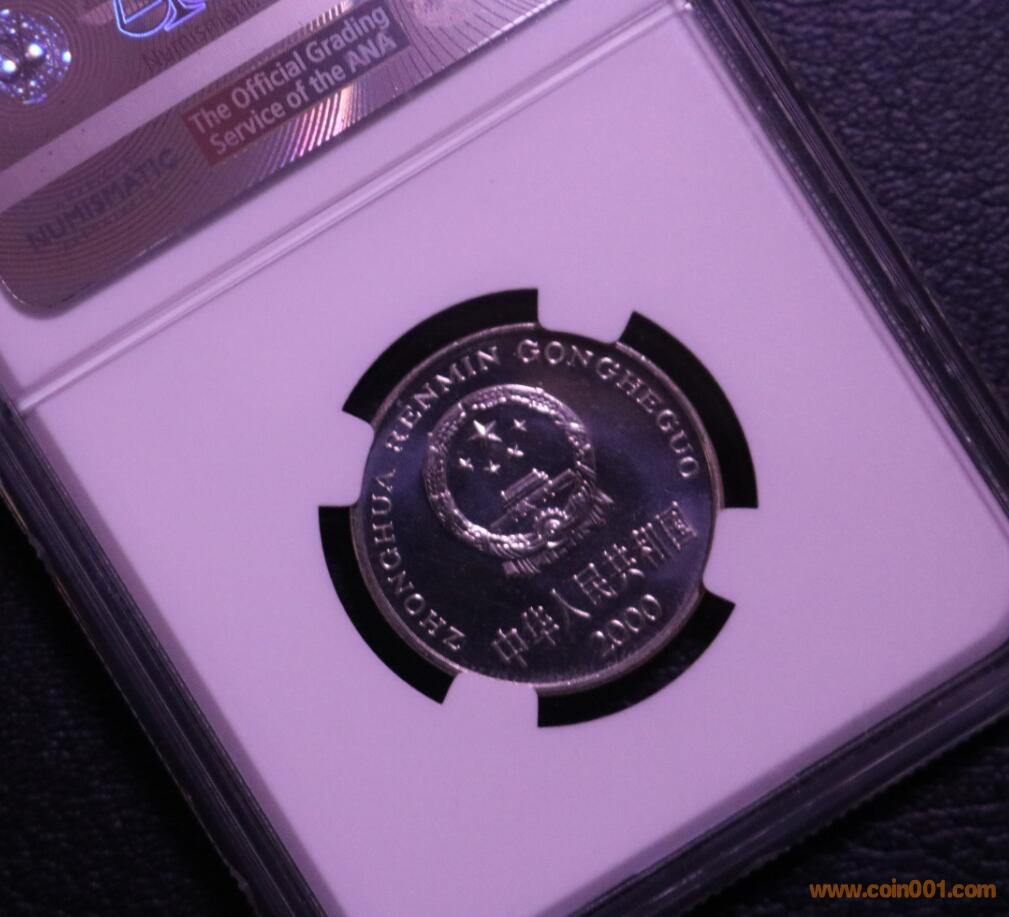 Numismatic
The Official Grading
Service of the ANA
NUMISMATIC
ZHONGHUA RENMIN GONGHEGUO
中华人民共和国
2000
www.coin001.com